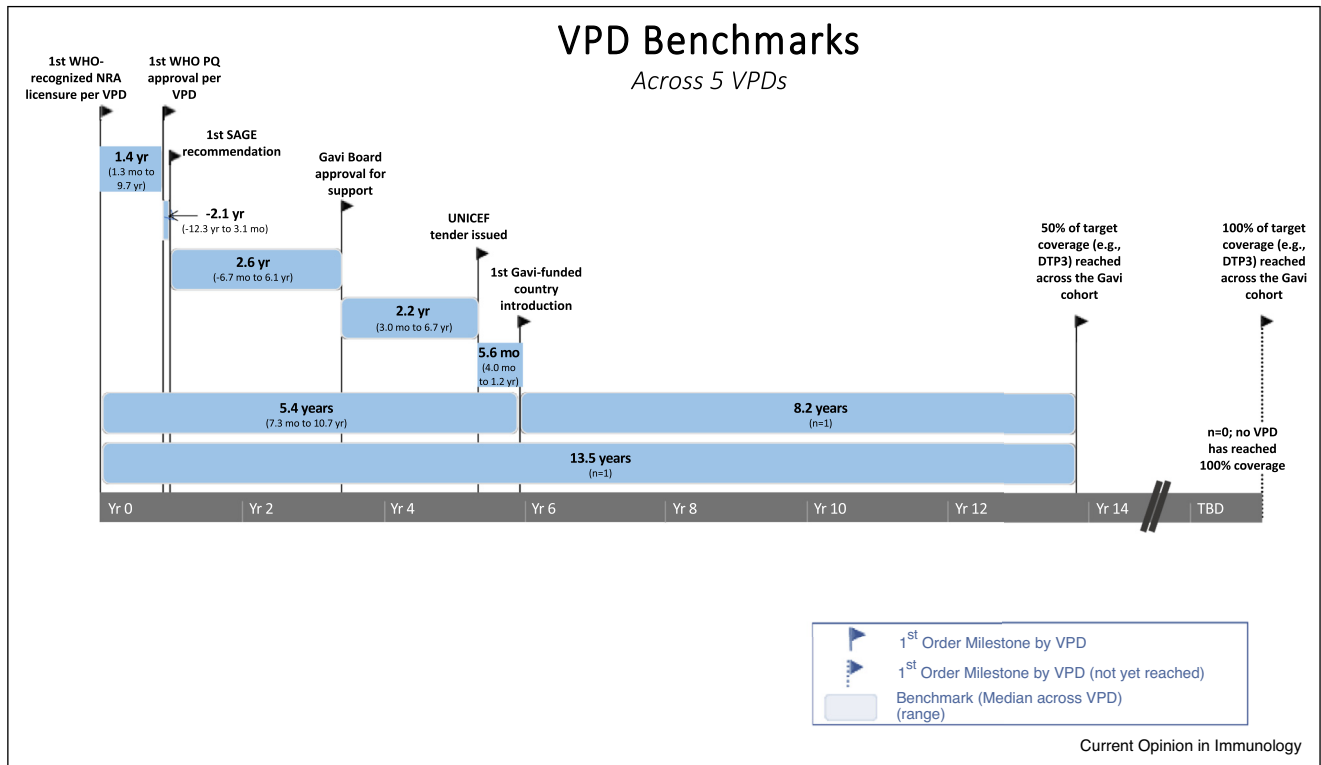 VPD Benchmarks
Across 5 VPDs
1st WHO-
recognized NRA
licensure per VPD
1st WHO PQ
approval per
VPD
1st SAGE
recommendation
Gavi Board
approval for
support
UNICEF
tender issued
1st Gavi-funded
country
introduction
50% of target
coverage (e.g.,
DTP3) reached
across the Gavi
cohort
100% of target
coverage (e.g.,
DTP3) reached
across the Gavi
cohort
1.4 yr
(1.3 mo to
9.7 yr)
-2.1 yr
(-12.3 yr to 3.1 mo)
2.6 yr
(-6.7 mo to 6.1 yr)
2.2 yr
(3.0 mo to 6.7 yr)
5.6 mo
(4.0 mo
to 1.2 yr)
5.4 years
(7.3 mo to 10.7 yr)
8.2 years
(n=1)
13.5 years
(n=1)
n=0; no VPD
has reached
100% coverage
Yr 0 Yr 2 Yr 4 Yr 6 Yr 8 Yr 10 Yr 12 Yr 14 TBD
1st Order Milestone by VPD
1st Order Milestone by VPD (not yet reached)
Benchmark (Median across VPD)
(range)
Current Opinion in Immunology